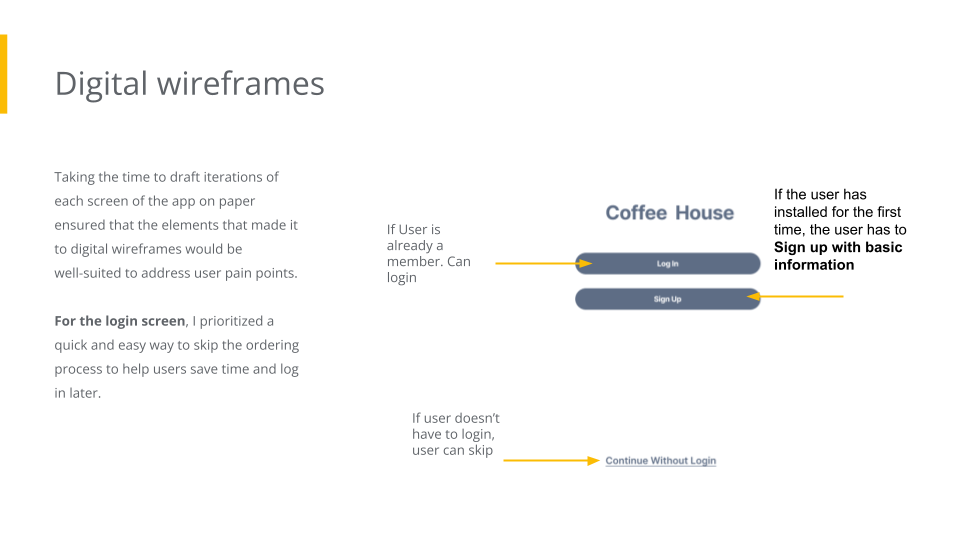 Digital wireframes
Taking the time to draft iterations of
each screen of the app on paper
ensured that the elements that made it
to digital wireframes would be
well-suited to address user pain points.
For the login screen, I prioritized a
quick and easy way to skip the ordering
process to help users save time and log
in later.
If User is
already a
member. Can
login
Coffee House
Log In
Sign Up
If the user has
installed for the first
time, the user has to
Sign up with basic
information
If user doesn’t
have to login,
user can skip
Continue Without Login